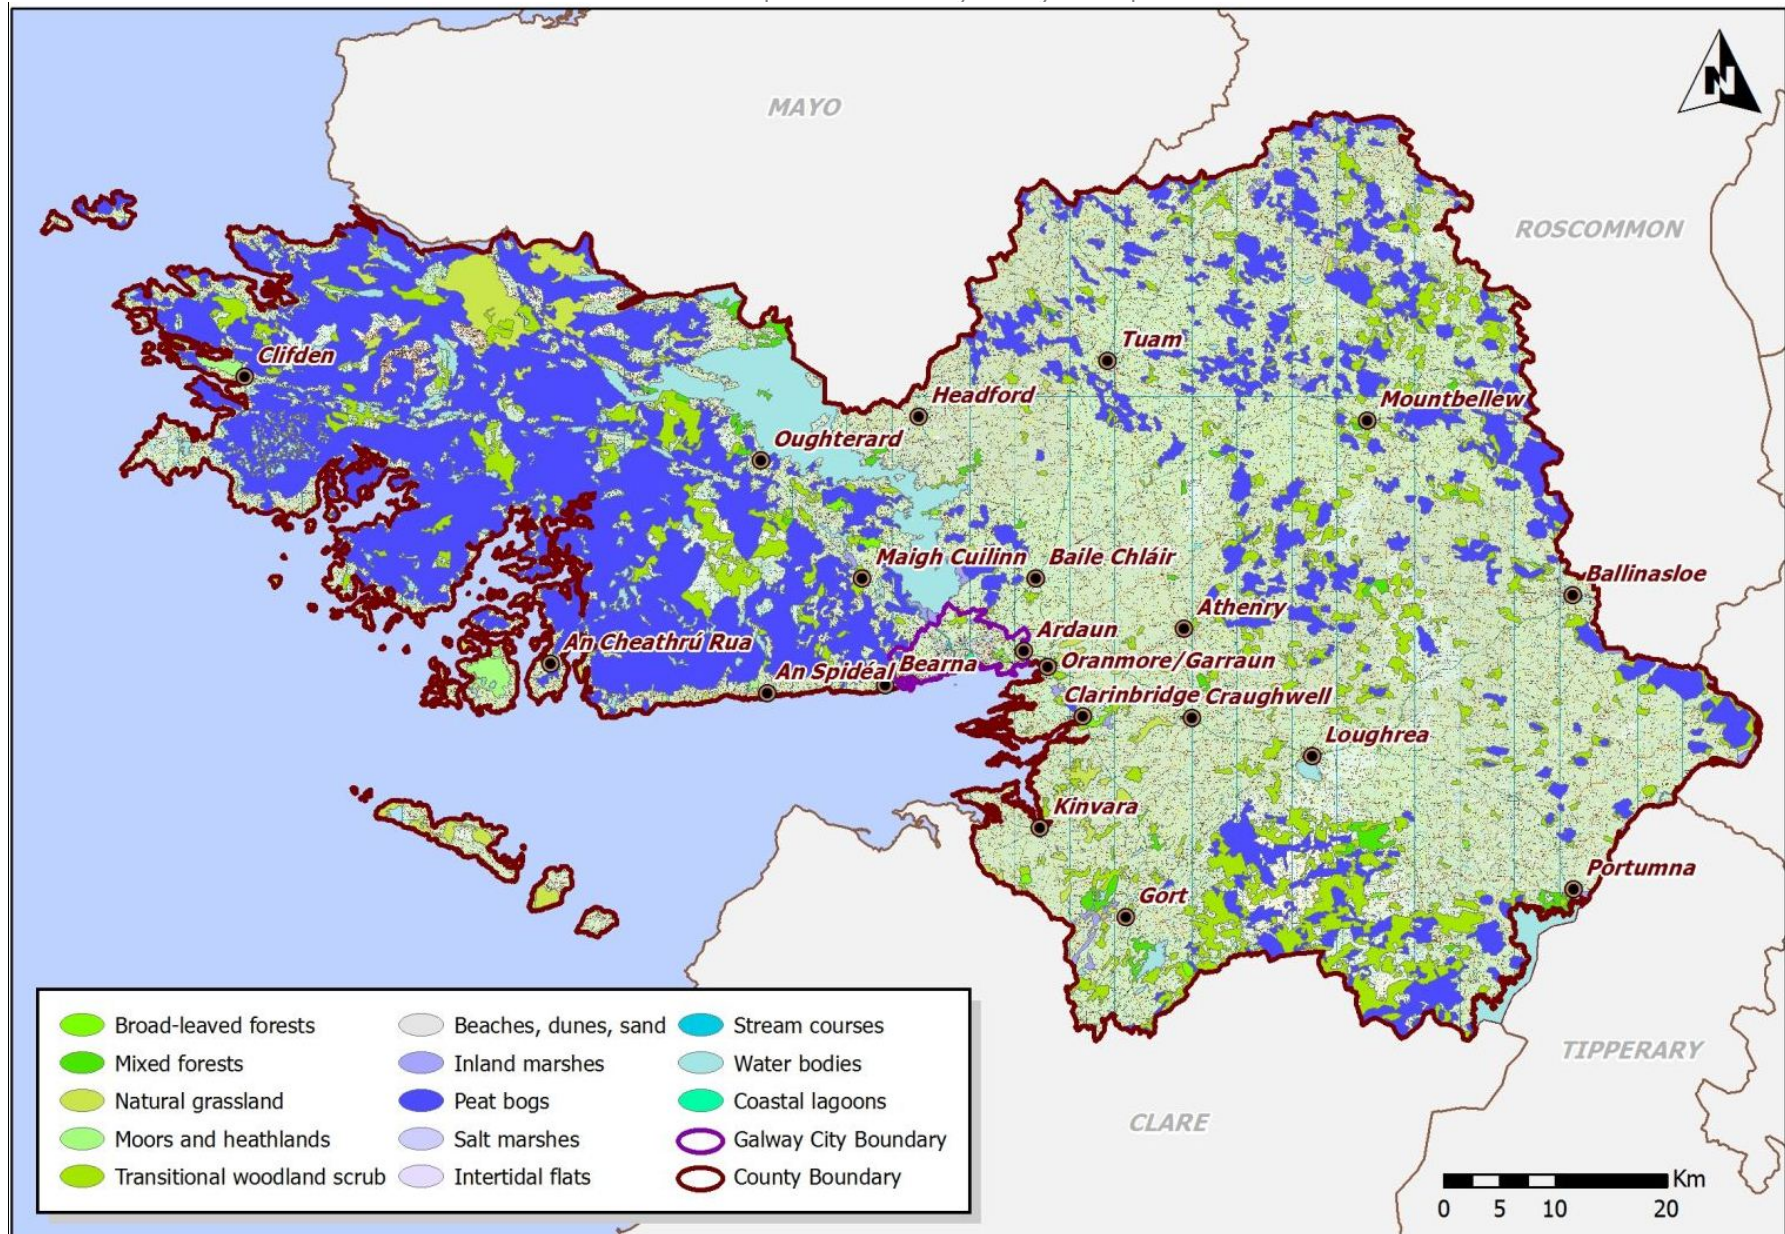 N
MAYO
ROSCOMMON
Clifden
Tuam
Headford
Mountbellew
Oughterard
Maigh Cuilinn
Baile Chláir
Ballinasloe
Athenry
Ardaun
An Cheathrú Rua
An Spidéal
Bearna
Oranmore/Garraun
Clarinbridge
Craughwell
Loughrea
Kinvara
Portumna
Gort
TIPPERARY
CLARE
Broad-leaved forests
Mixed forests
Natural grassland
Moors and heathlands
Transitional woodland scrub
Beaches, dunes, sand
Inland marshes
Peat bogs
Salt marshes
Intertidal flats
Stream courses
Water bodies
Coastal lagoons
Galway City Boundary
County Boundary
Km
0 5 10 20